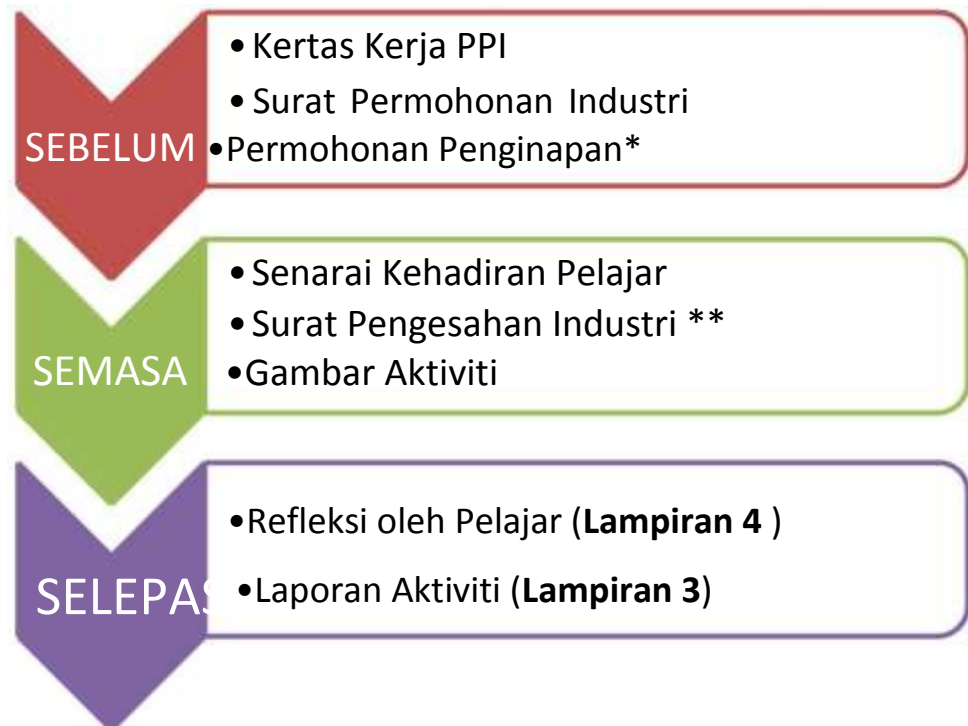 SEBELUM
•Kertas Kerja PPI
•Surat Permohonan Industri
•Permohonan Penginapan*
SEMASA
•Senarai Kehadiran Pelajar
•Surat Pengesahan Industri **
•Gambar Aktiviti
SELEPAS
•Refleksi oleh Pelajar (Lampiran 4 )
•Laporan Aktiviti (Lampiran 3)